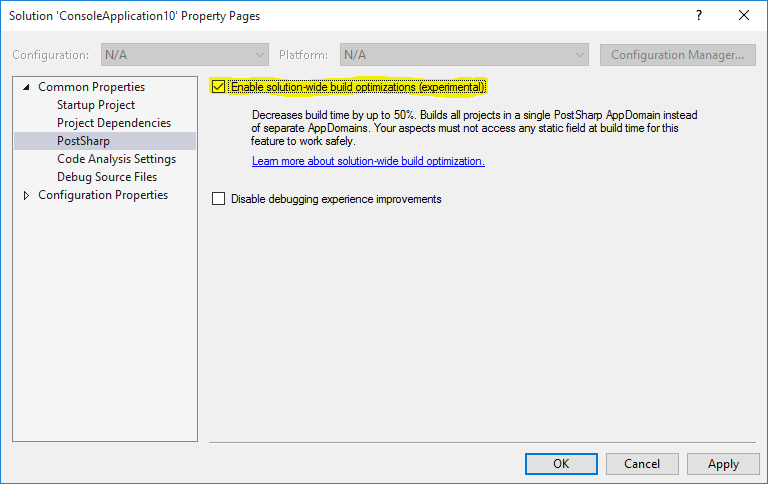 Solution 'ConsoleApplication10' Property Pages
?
Configuration: N/A Platform: N/A Configuration Manager...
Common Properties
Startup Project
Project Dependencies
PostSharp
Code Analysis Settings
Debug Source Files
Configuration Properties
Enable solution-wide build optimizations (experimental)
Decreases build time by up to 50%. Builds all projects in a single PostSharp AppDomain instead
of separate AppDomains. Your aspects must not access any static field at build time for this
feature to work safely.
Learn more about solution-wide build optimization.
Disable debugging experience improvements
OK Cancel Apply